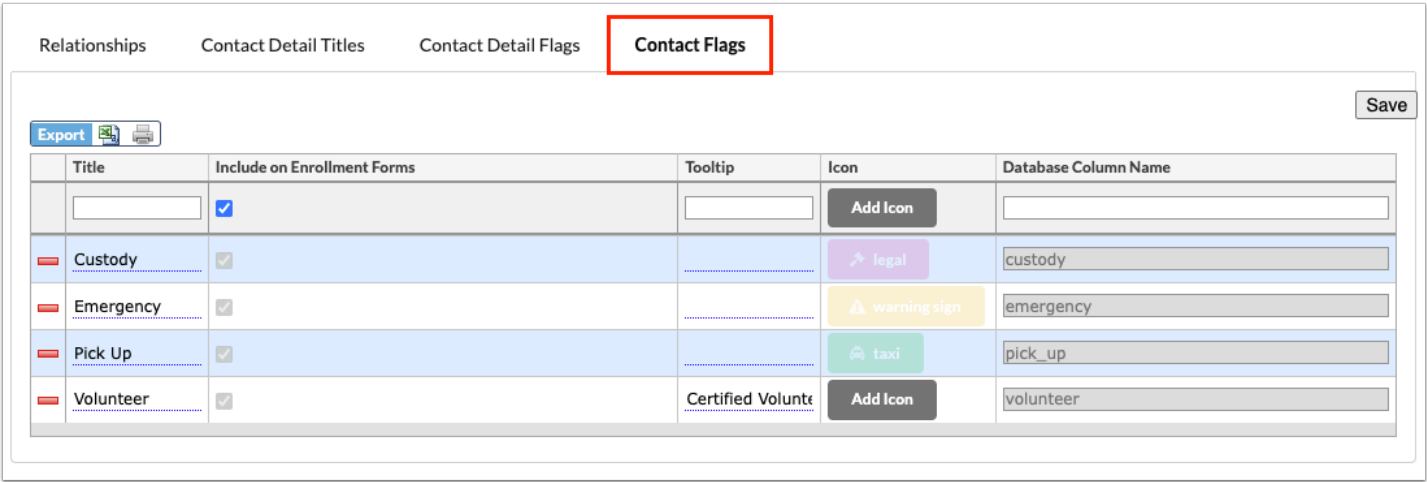 Relationships Contact Detail Titles Contact Detail Flags Contact Flags
Save
Export
Title Include on Enrollment Forms Tooltip Icon Database Column Name
Add Icon
Custody legal custody
Emergency warning sign emergency
Pick Up taxi pick_up
Volunteer Certified Volunte Add Icon volunteer